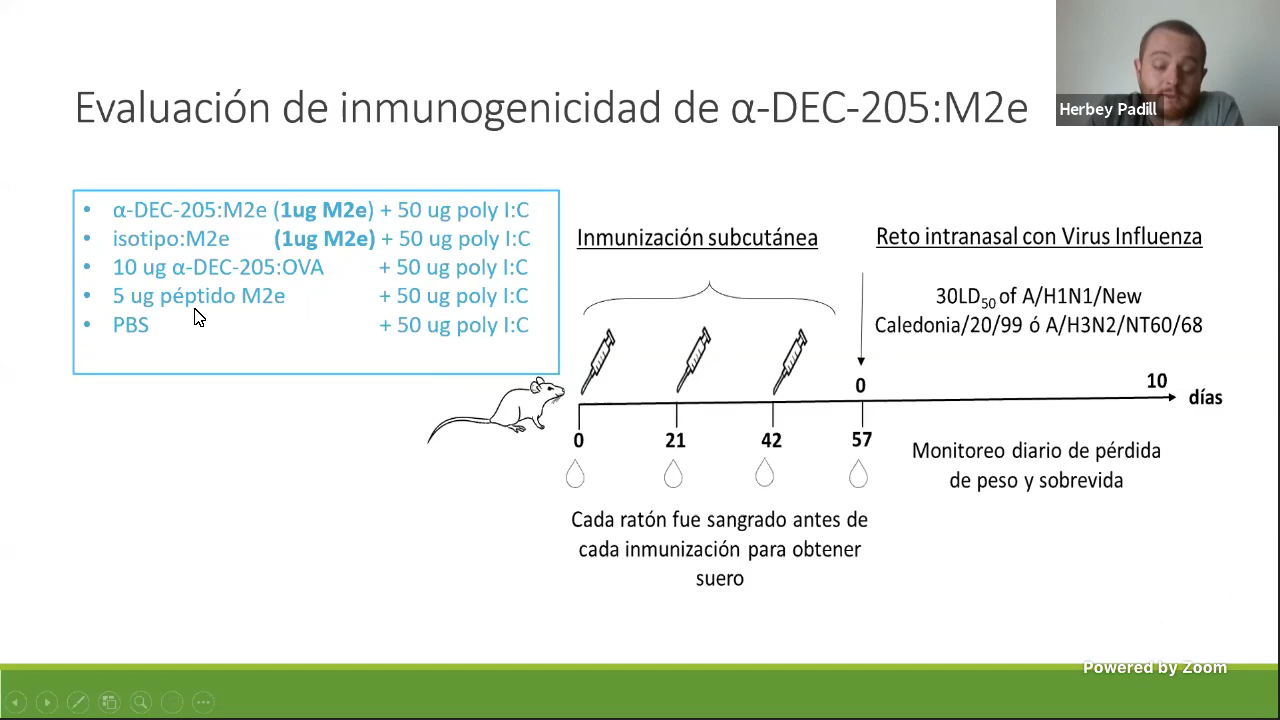 Evaluación de inmunogenicidad de α-DEC-205:M2e
Herbey Padill
• α-DEC-205:M2e (1ug M2e) + 50 ug poly I:C
• isotipo:M2e (1ug M2e) + 50 ug poly I:C
• 10 ug α-DEC-205:OVA + 50 ug poly I:C
• 5 ug péptido M2e + 50 ug poly I:C
• PBS + 50 ug poly I:C
Inmunización subcutánea
Reto intranasal con Virus Influenza
30LD50 of A/H1N1/New
Caledonia/20/99 ó A/H3N2/NT60/68
0 10 días
0 21 42 57
Monitoreo diario de pérdida
de peso y sobrevida
Cada ratón fue sangrado antes de
cada inmunización para obtener
suero
Powered by Zoom